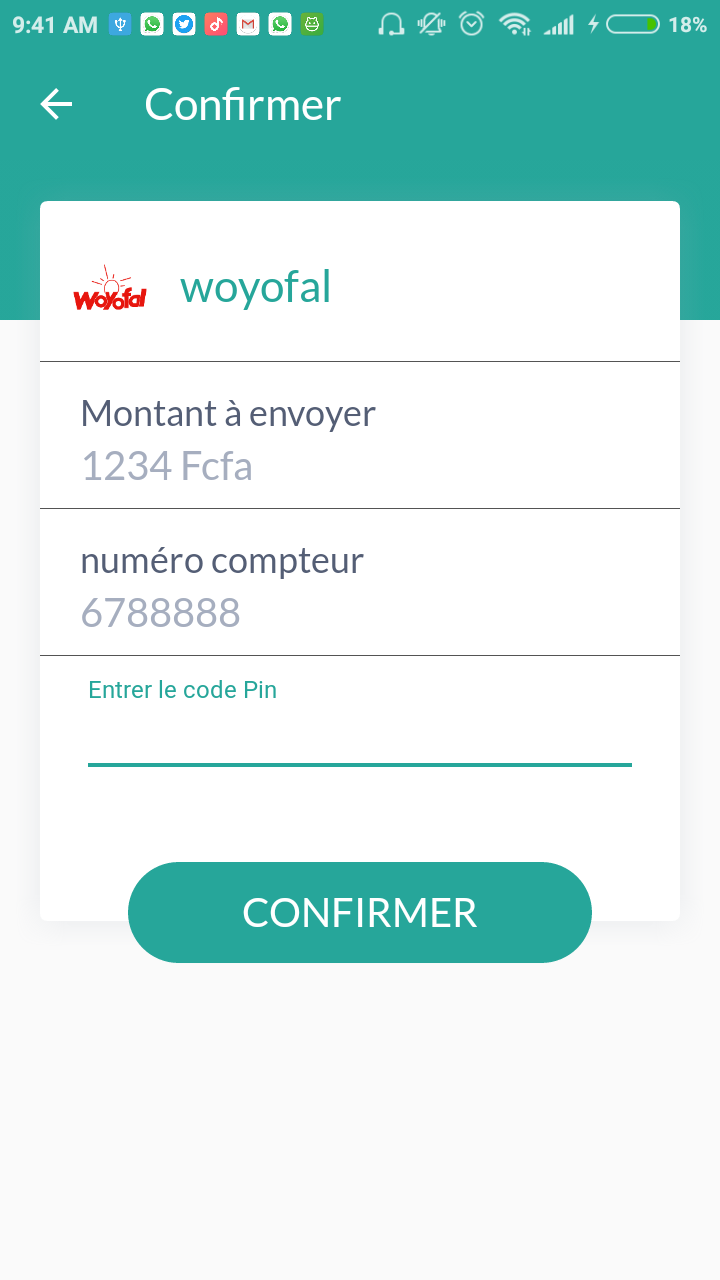 9:41 AM 18%
Confirmer
Woyofal woyofal
Montant à envoyer
1234 Fcfa
numéro compteur
6788888
Entrer le code Pin
CONFIRMER